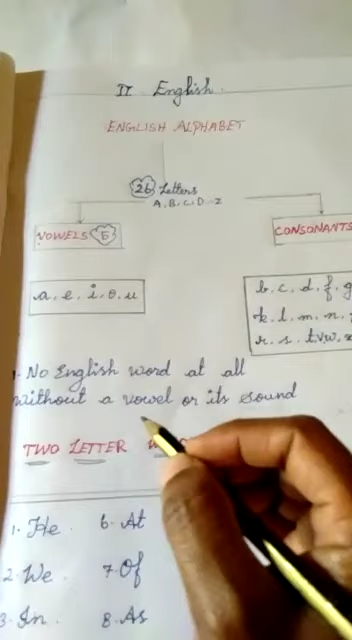 II English
ENGLISH ALPHABET
26 Letters
A, B, C, D...Z
VOWELS 5
CONSONANTS
a, e, i, o, u
b, c, d, f, g
k, l, m, n,
r, s, t, v, w, x
No English word at all
without a vowel or its sound
TWO LETTER
1. He 6. At
2. We 7. Of
3. In 8. As